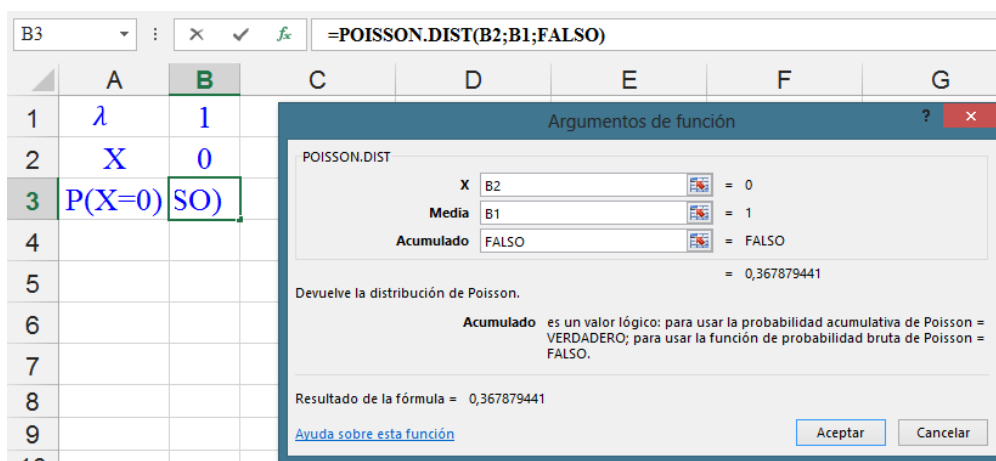 B3 =POISSON.DIST(B2;B1;FALSO)
A B C D E F G
1 λ 1
Argumentos de función ? ×
2 X 0
POISSON.DIST
3 P(X=0) SO)
X B2 = 0
Media B1 = 1
4
Acumulado FALSO = FALSO
5
= 0,367879441
Devuelve la distribución de Poisson.
6
Acumulado es un valor lógico: para usar la probabilidad acumulativa de Poisson =
VERDADERO; para usar la función de probabilidad bruta de Poisson =
FALSO.
7
8
Resultado de la fórmula = 0,367879441
9
Ayuda sobre esta función Aceptar Cancelar